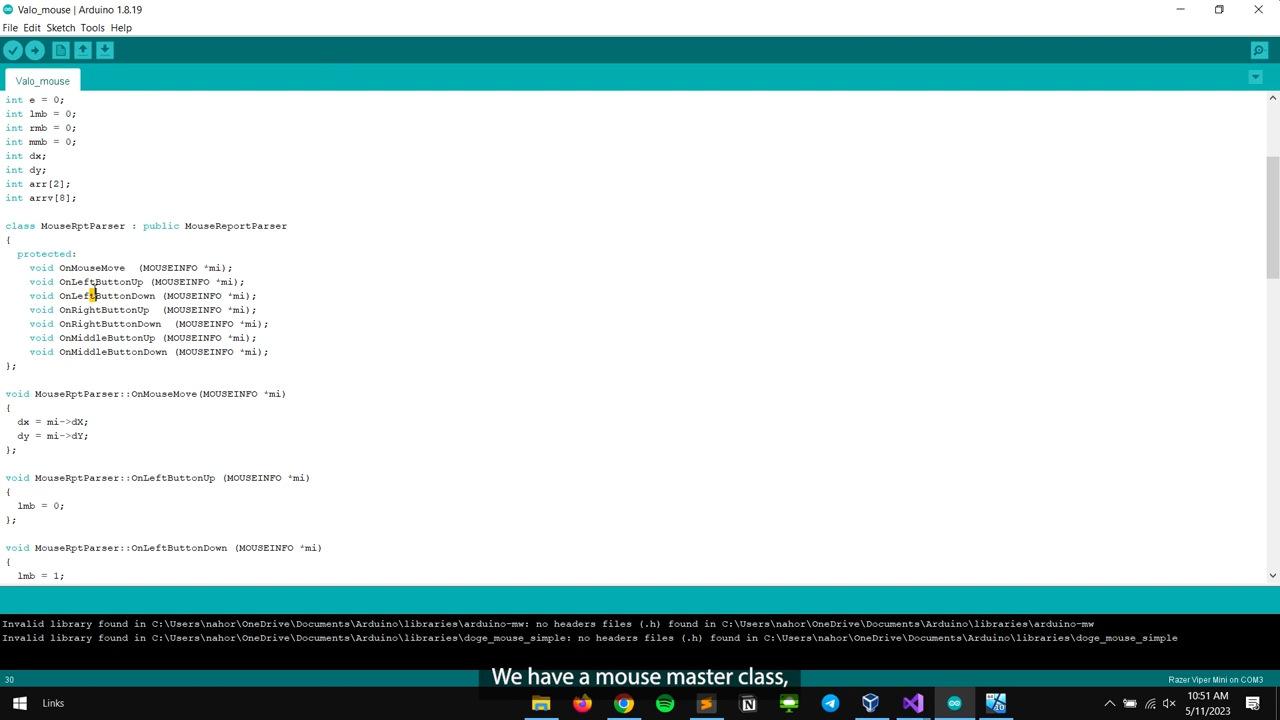 Valo_mouse | Arduino 1.8.19
File Edit Sketch Tools Help
Valo_mouse
int e = 0;
int lmb = 0;
int rmb = 0;
int mmb = 0;
int dx;
int dy;
int arr[2];
int arrv[8];
class MouseRptParser : public MouseReportParser
{
protected:
void OnMouseMove (MOUSEINFO *mi);
void OnLeftButtonUp (MOUSEINFO *mi);
void OnLeftButtonDown (MOUSEINFO *mi);
void OnRightButtonUp (MOUSEINFO *mi);
void OnRightButtonDown (MOUSEINFO *mi);
void OnMiddleButtonUp (MOUSEINFO *mi);
void OnMiddleButtonDown (MOUSEINFO *mi);
};
void MouseRptParser::OnMouseMove(MOUSEINFO *mi)
{
dx = mi->dX;
dy = mi->dY;
};
void MouseRptParser::OnLeftButtonUp (MOUSEINFO *mi)
{
lmb = 0;
};
void MouseRptParser::OnLeftButtonDown (MOUSEINFO *mi)
{
lmb = 1;
Invalid library found in C:\Users\nahor\OneDrive\Documents\Arduino\libraries\arduino-mw: no headers files (.h) found in C:\Users\nahor\OneDrive\Documents\Arduino\libraries\arduino-mw
Invalid library found in C:\Users\nahor\OneDrive\Documents\Arduino\libraries\doge_mouse_simple: no headers files (.h) found in C:\Users\nahor\OneDrive\Documents\Arduino\libraries\doge_mouse_simple
30
We have a mouse master class,
Razer Viper Mini on COM3
Links
10:51 AM
5/11/2023